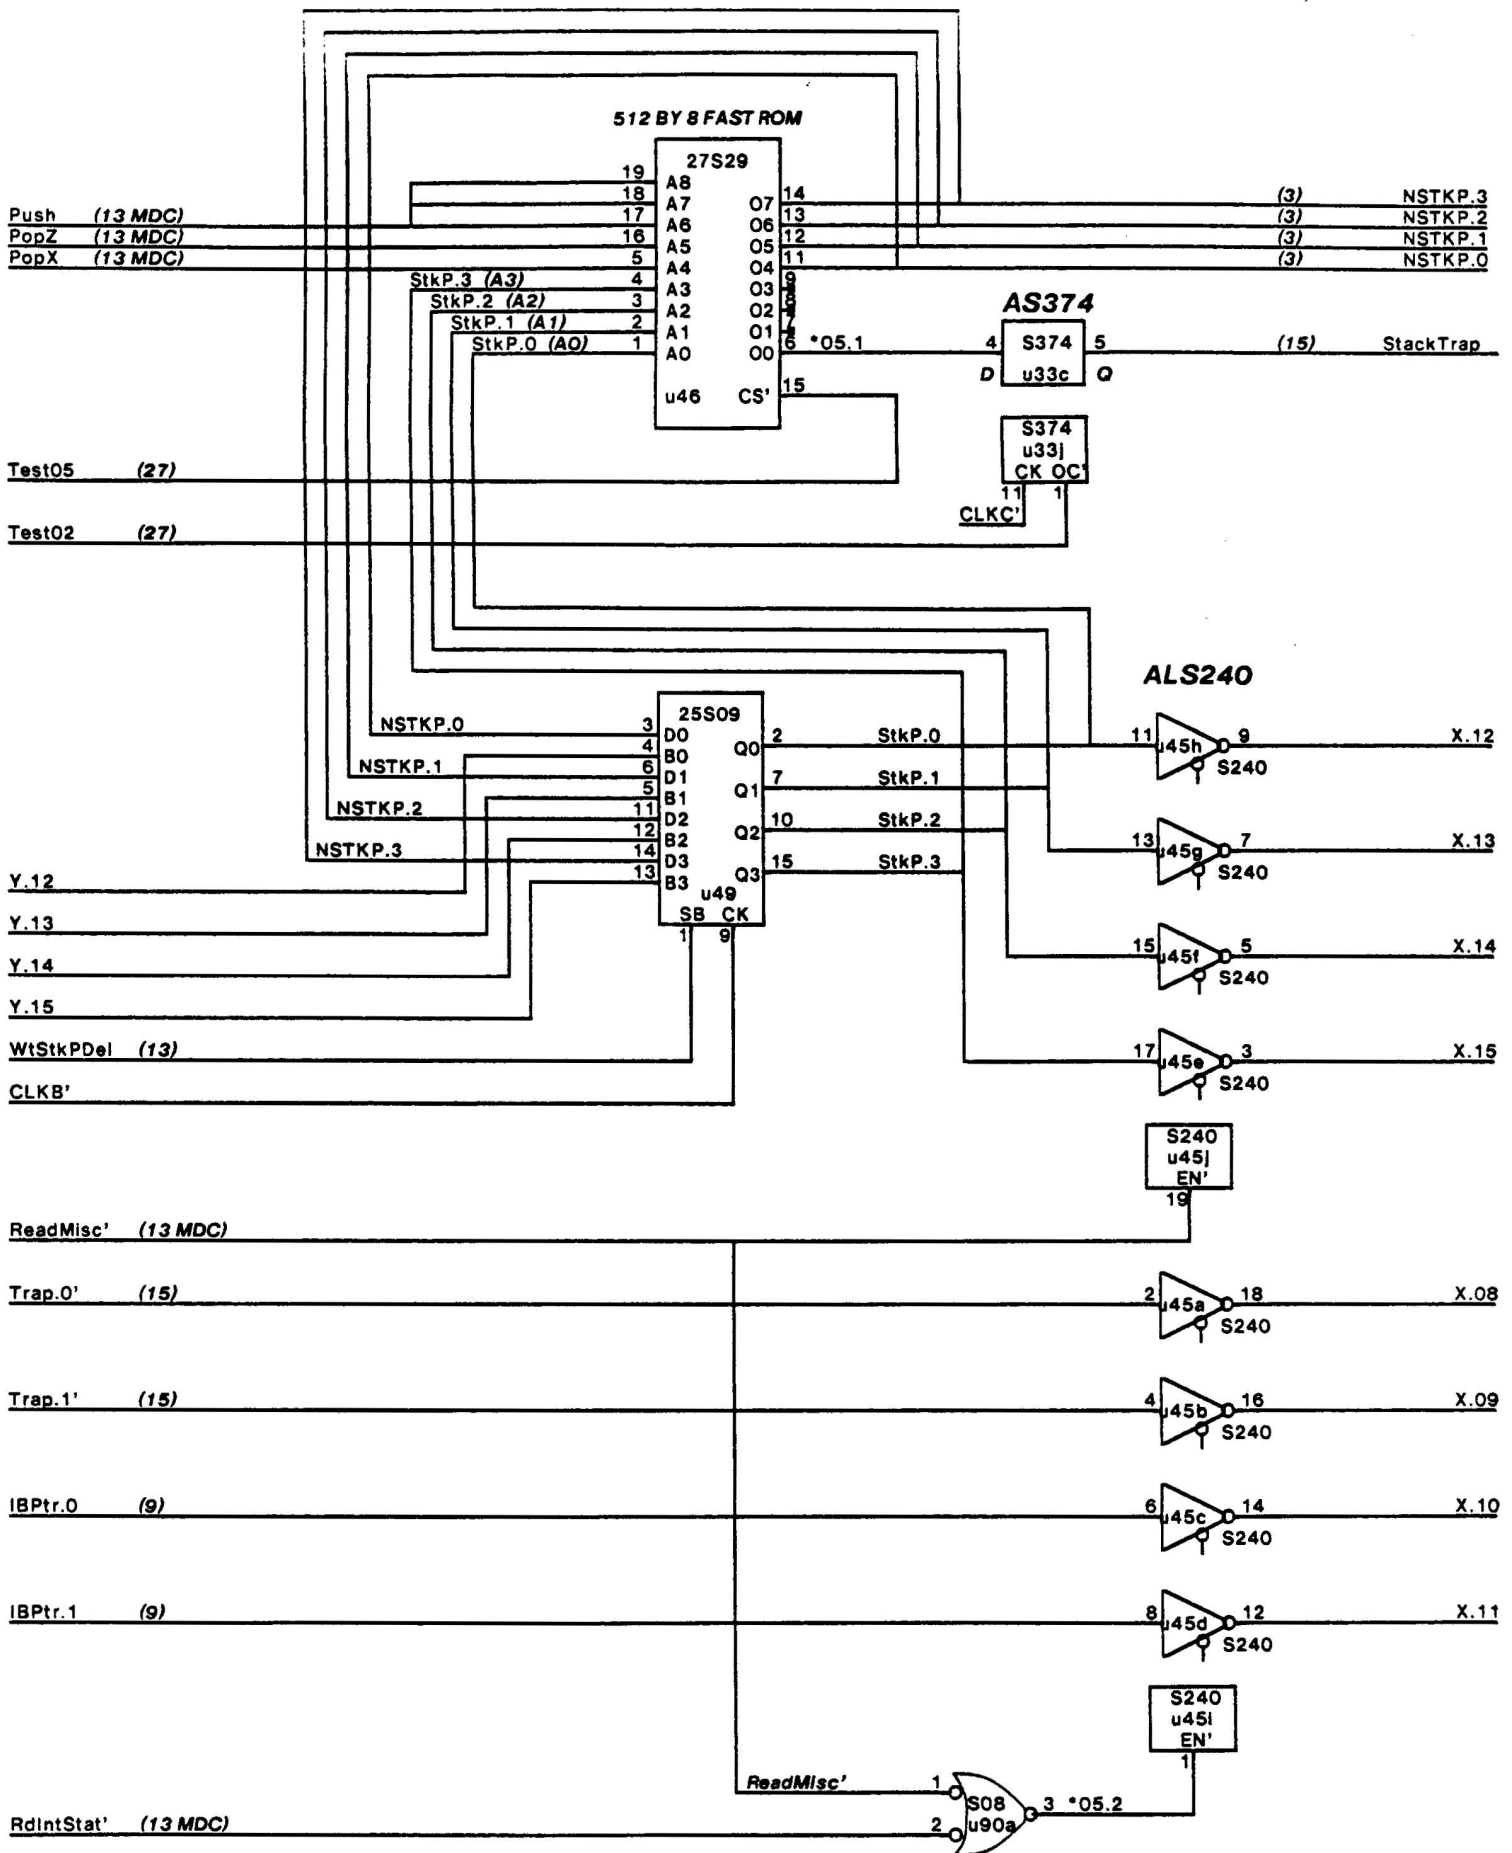 512 BY 8 FAST ROM
27S29
19 A8
18 A7 O7 14 (3) NSTKP.3
Push (13 MDC) 17 A6 O6 13 (3) NSTKP.2
PopZ (13 MDC) 16 A5 O5 12 (3) NSTKP.1
PopX (13 MDC) 5 A4 O4 11 (3) NSTKP.0
StkP.3 (A3) 4 A3 O3 9
StkP.2 (A2) 3 A2 O2 8
AS374
StkP.1 (A1) 2 A1 O1 7
StkP.0 (A0) 1 A0 O0 6 *05.1 4 S374 5 (15) StackTrap
D u33c Q
u46 CS' 15
S374
u33j
CK OC'
Test05 (27)
11 1
CLKC'
Test02 (27)
ALS240
25S09
NSTKP.0 3 D0 Q0 2 StkP.0 11 u45h 9 X.12
4 B0 S240
NSTKP.1 6 D1 Q1 7 StkP.1
5 B1
NSTKP.2 11 D2 Q2 10 StkP.2
12 B2 13 u45g 7 X.13
NSTKP.3 14 D3 Q3 15 StkP.3 S240
Y.12 13 B3
u49
SB CK
Y.13 1 9
Y.14 15 u45f 5 X.14
S240
Y.15
WtStkPDel (13) 17 u45e 3 X.15
S240
CLKB'
S240
u45j
EN'
19
ReadMisc' (13 MDC)
Trap.0' (15) 2 u45a 18 X.08
S240
Trap.1' (15) 4 u45b 16 X.09
S240
IBPtr.0 (9) 6 u45c 14 X.10
S240
IBPtr.1 (9) 8 u45d 12 X.11
S240
S240
u45i
EN'
1
ReadMisc' 1
S08 3 *05.2
RdIntStat' (13 MDC) 2 u90a